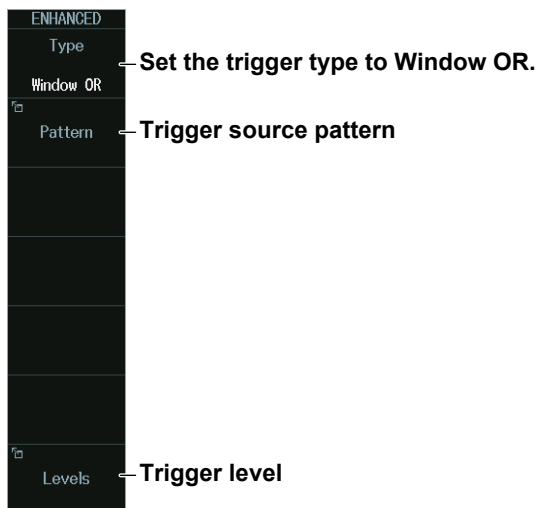 ENHANCED
Type
Set the trigger type to Window OR.
Window OR
Pattern
Trigger source pattern
Levels
Trigger level